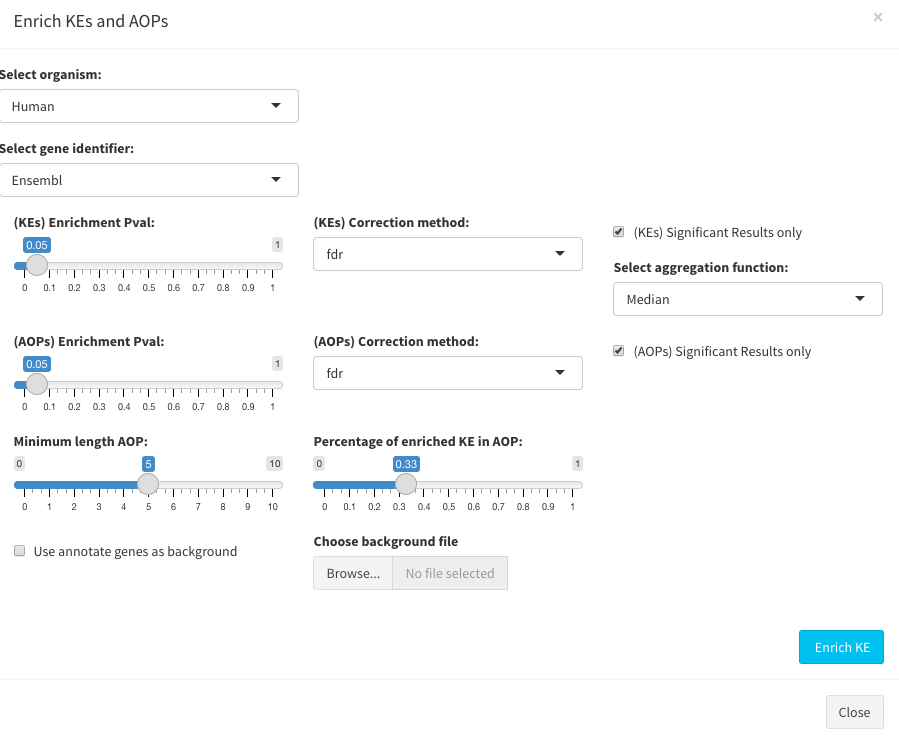 Enrich KEs and AOPs
×
Select organism:
Human
Select gene identifier:
Ensembl
(KEs) Enrichment Pval:
0.05 1
0 0.1 0.2 0.3 0.4 0.5 0.6 0.7 0.8 0.9 1
(KEs) Correction method:
fdr
(KEs) Significant Results only
Select aggregation function:
Median
(AOPs) Enrichment Pval:
0.05 1
0 0.1 0.2 0.3 0.4 0.5 0.6 0.7 0.8 0.9 1
(AOPs) Correction method:
fdr
(AOPs) Significant Results only
Minimum length AOP:
0 5 10
0 1 2 3 4 5 6 7 8 9 10
Percentage of enriched KE in AOP:
0 0.33 1
0 0.1 0.2 0.3 0.4 0.5 0.6 0.7 0.8 0.9 1
Use annotate genes as background
Choose background file
Browse... No file selected
Enrich KE
Close